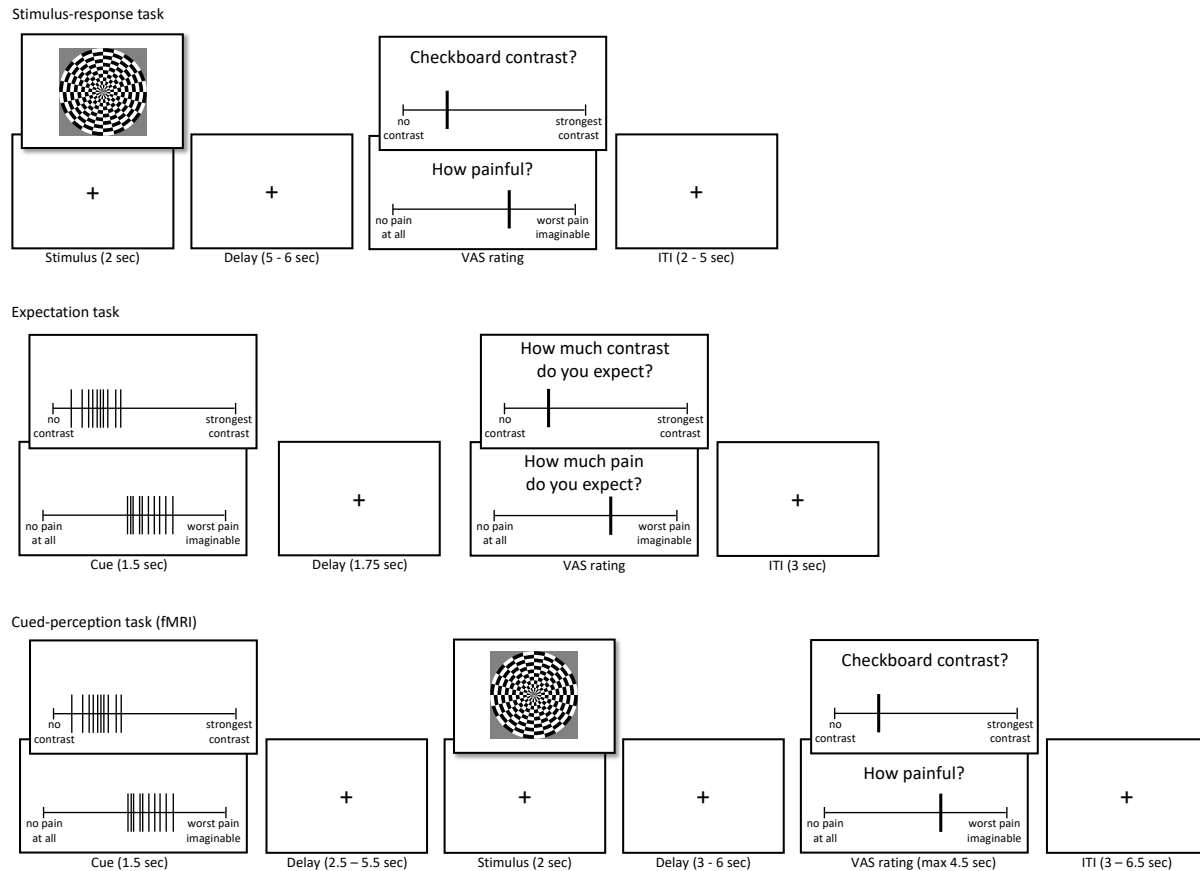 Stimulus-response task
Checkboard contrast?
no
contrast
strongest
contrast
+
+
How painful?
no pain
at all
worst pain
imaginable
+
Stimulus (2 sec)
Delay (5 - 6 sec)
VAS rating
ITI (2 - 5 sec)
Expectation task
no
contrast
strongest
contrast
How much contrast
do you expect?
no
contrast
strongest
contrast
no pain
at all
worst pain
imaginable
+
How much pain
do you expect?
no pain
at all
worst pain
imaginable
+
Cue (1.5 sec)
Delay (1.75 sec)
VAS rating
ITI (3 sec)
Cued-perception task (fMRI)
no
contrast
strongest
contrast
Checkboard contrast?
no
contrast
strongest
contrast
no pain
at all
worst pain
imaginable
+
+
+
How painful?
no pain
at all
worst pain
imaginable
+
Cue (1.5 sec)
Delay (2.5 – 5.5 sec)
Stimulus (2 sec)
Delay (3 - 6 sec)
VAS rating (max 4.5 sec)
ITI (3 – 6.5 sec)